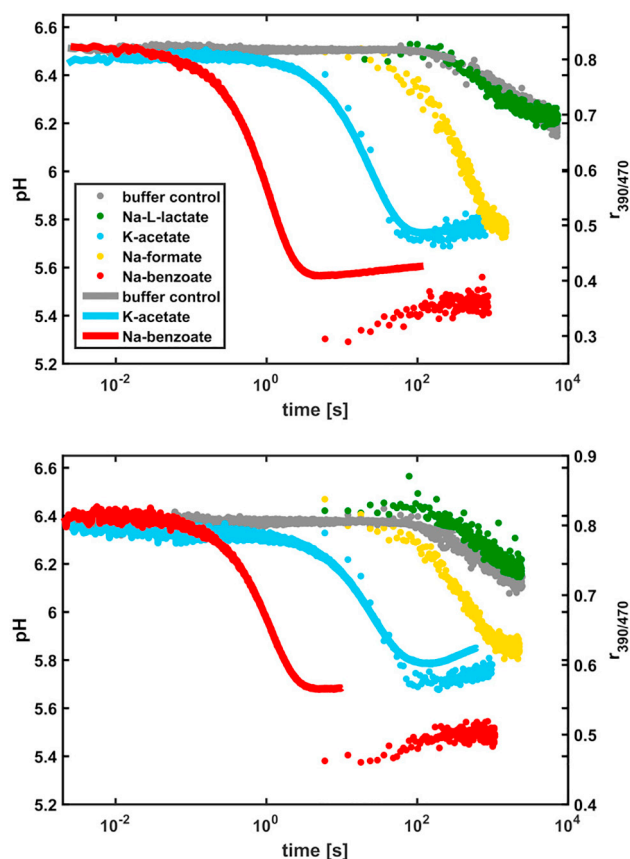 6.6
6.4
6.2
6
5.8
5.6
5.4
5.2
pH
0.8
0.7
0.6
0.5
0.4
0.3
r390/470
buffer control
Na-L-lactate
K-acetate
Na-formate
Na-benzoate
buffer control
K-acetate
Na-benzoate
10-2 100 102 104
time [s]
6.6
6.4
6.2
6
5.8
5.6
5.4
5.2
pH
0.9
0.8
0.7
0.6
0.5
0.4
r390/470
10-2 100 102 104
time [s]